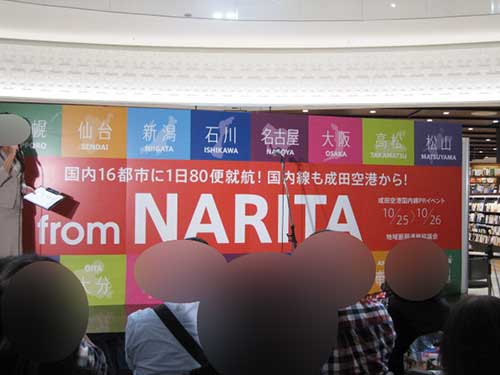 幌 仙台 新潟 石川 名古屋 大阪 高松 松山
PORO SENDAI NIIGATA ISHIKAWA NAGOYA OSAKA TAKAMATSU MATSUYAMA
国内16都市に1日80便就航!国内線も成田空港から!
from NARITA
成田空港国内線PRイベント
10/25 10/26
OITA
大分